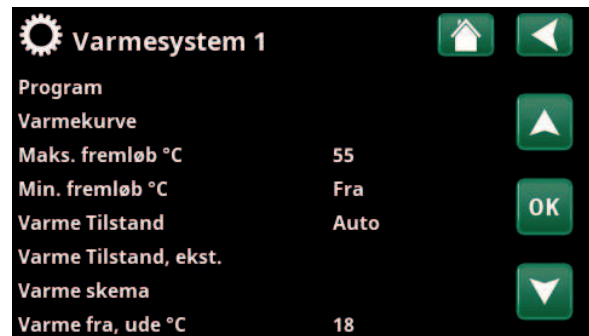 Varmesystem 1
Program
Varmekurve
Maks. fremløb °C 55
Min. fremløb °C Fra
Varme Tilstand Auto
OK
Varme Tilstand, ekst.
Varme skema
Varme fra, ude °C 18